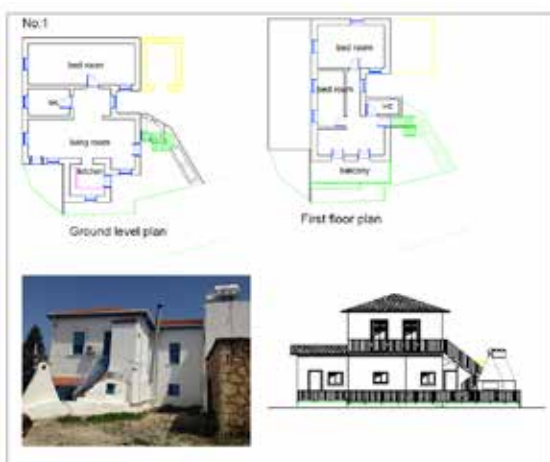 No:1
bed room
wc
living room
kitchen
Ground level plan
bed room
bed room
wc
balcony
First floor plan